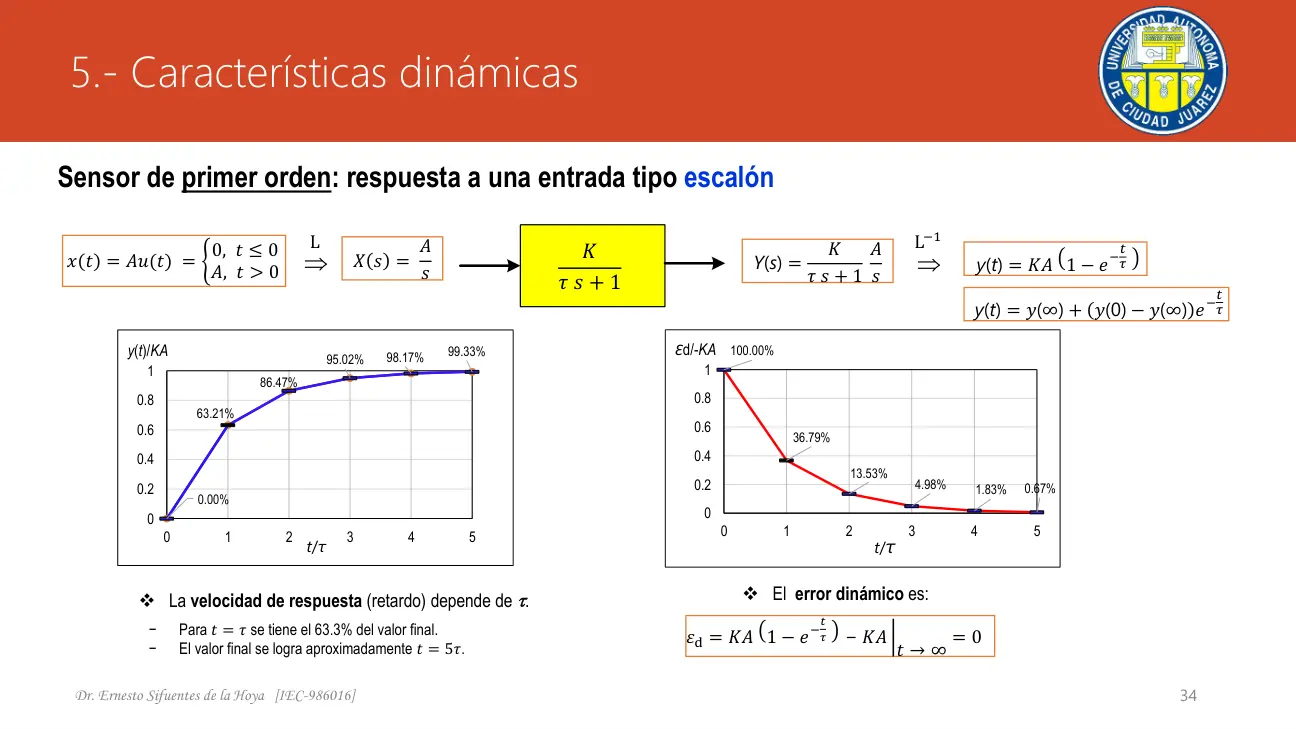 5.- Características dinámicas
UNIVERSIDAD AUTONOMA
DE CIUDAD JUAREZ
Sensor de primer orden: respuesta a una entrada tipo escalón
x(t) = Au(t) = {0, t ≤ 0
A, t > 0
L
⇒
X(s) = A/s
K/(τ s + 1)
Y(s) = K/(τ s + 1) A/s
L⁻¹
⇒
y(t) = KA (1 − e^(−t/τ))
y(t) = y(∞) + (y(0) − y(∞))e^(−t/τ)
y(t)/KA
1
0.8
0.6
0.4
0.2
0
0.00%
63.21%
86.47%
95.02%
98.17%
99.33%
0 1 2 3 4 5
t/τ
Ɛd/-KA
1
0.8
0.6
0.4
0.2
0
100.00%
36.79%
13.53%
4.98%
1.83%
0.67%
0 1 2 3 4 5
t/τ
❖ La velocidad de respuesta (retardo) depende de τ.
− Para t = τ se tiene el 63.3% del valor final.
− El valor final se logra aproximadamente t = 5τ.
❖ El error dinámico es:
ε_d = KA (1 − e^(−t/τ)) − KA | t → ∞ = 0
Dr. Ernesto Sifuentes de la Hoya [IEC-986016]
34